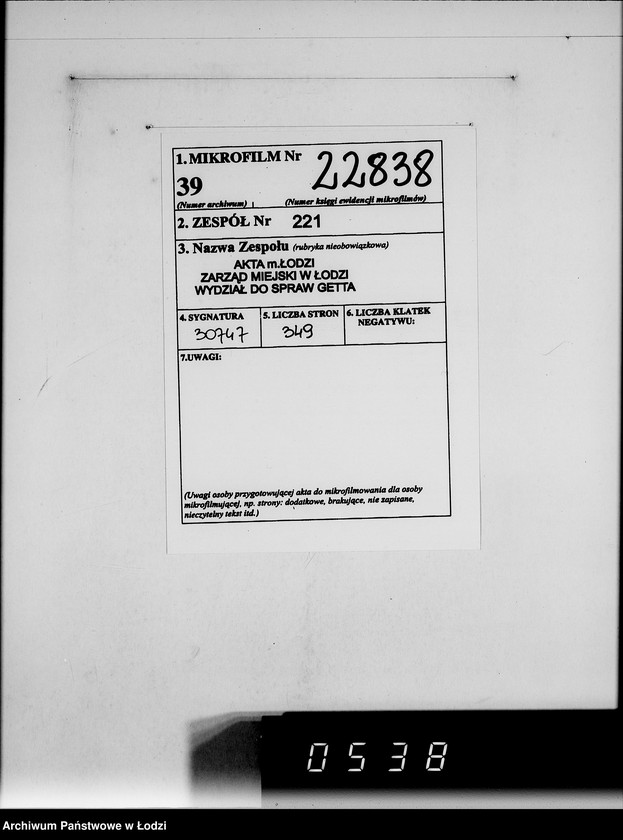 1. MIKROFILM Nr 22838
39
(Numer archiwum) (Numer księgi ewidencji mikrofilmów)
2. ZESPÓŁ Nr 221
3. Nazwa Zespołu (rubryka nieobowiązkowa)
AKTA m.ŁODZI
ZARZĄD MIEJSKI W ŁODZI
WYDZIAŁ DO SPRAW GETTA
4. SYGNATURA 5. LICZBA STRON 6. LICZBA KLATEK
NEGATYWU:
30747 349
7.UWAGI:
(Uwagi osoby przygotowującej akta do mikrofilmowania dla osoby
mikrofilmującej, np. strony: dodatkowe, brakujące, nie zapisane,
nieczytelny tekst itd.)
0538
Archiwum Państwowe w Łodzi